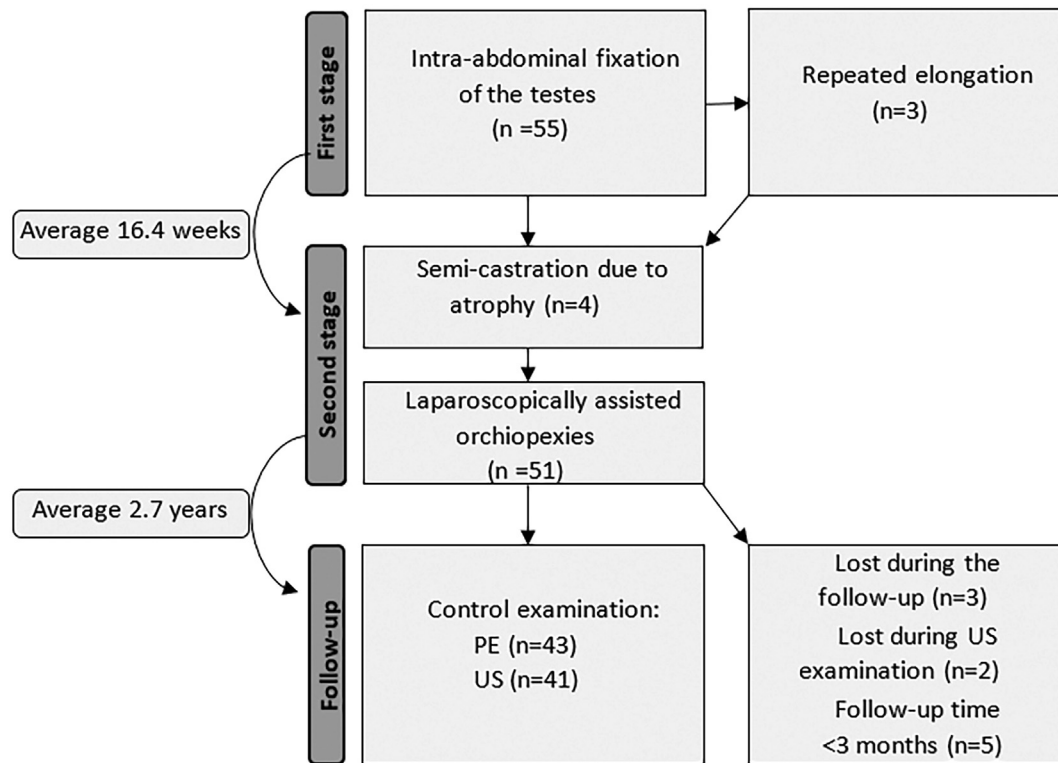 First stage
Intra-abdominal fixation
of the testes
(n =55)
Repeated elongation
(n=3)
Average 16.4 weeks
Second stage
Semi-castration due to
atrophy (n=4)
Laparoscopically assisted
orchiopexies
(n =51)
Average 2.7 years
Follow-up
Control examination:
PE (n=43)
US (n=41)
Lost during the
follow-up (n=3)
Lost during US
examination (n=2)
Follow-up time
<3 months (n=5)